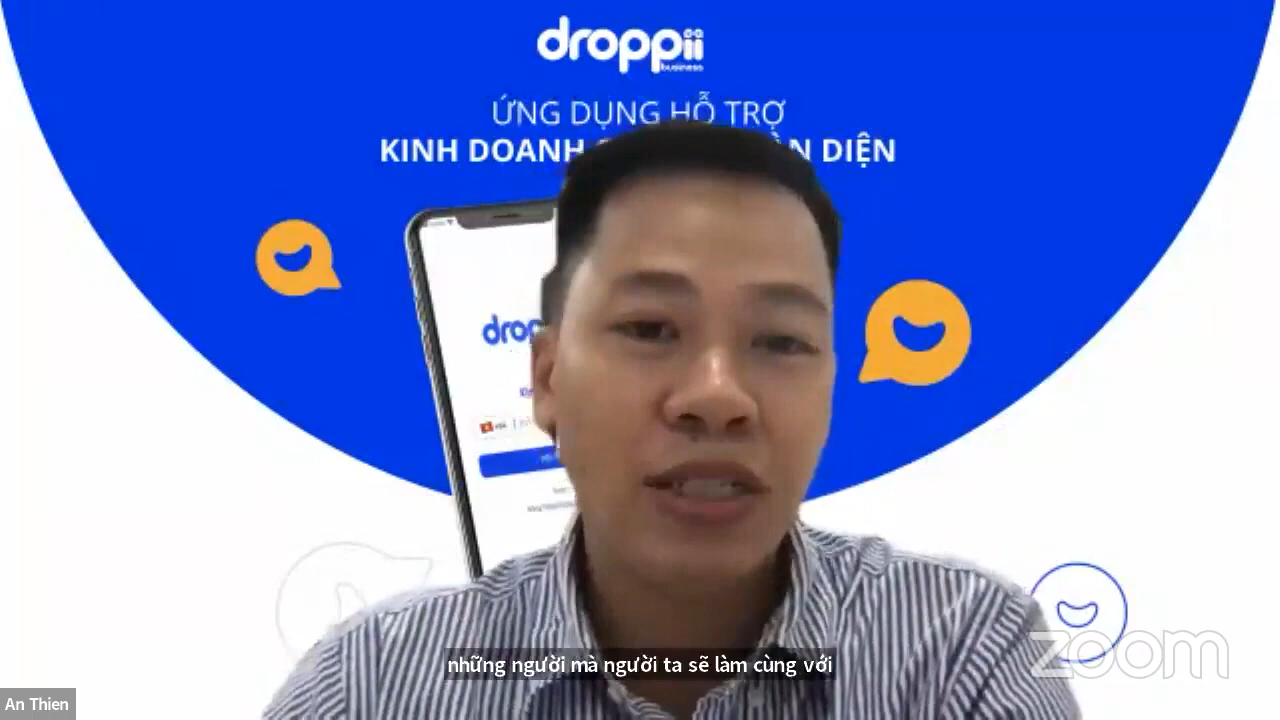 droppii
business
ỨNG DỤNG HỖ TRỢ
KINH DOANH
DIỆN
drop
những người mà người ta sẽ làm cùng với
zoom
An Thien